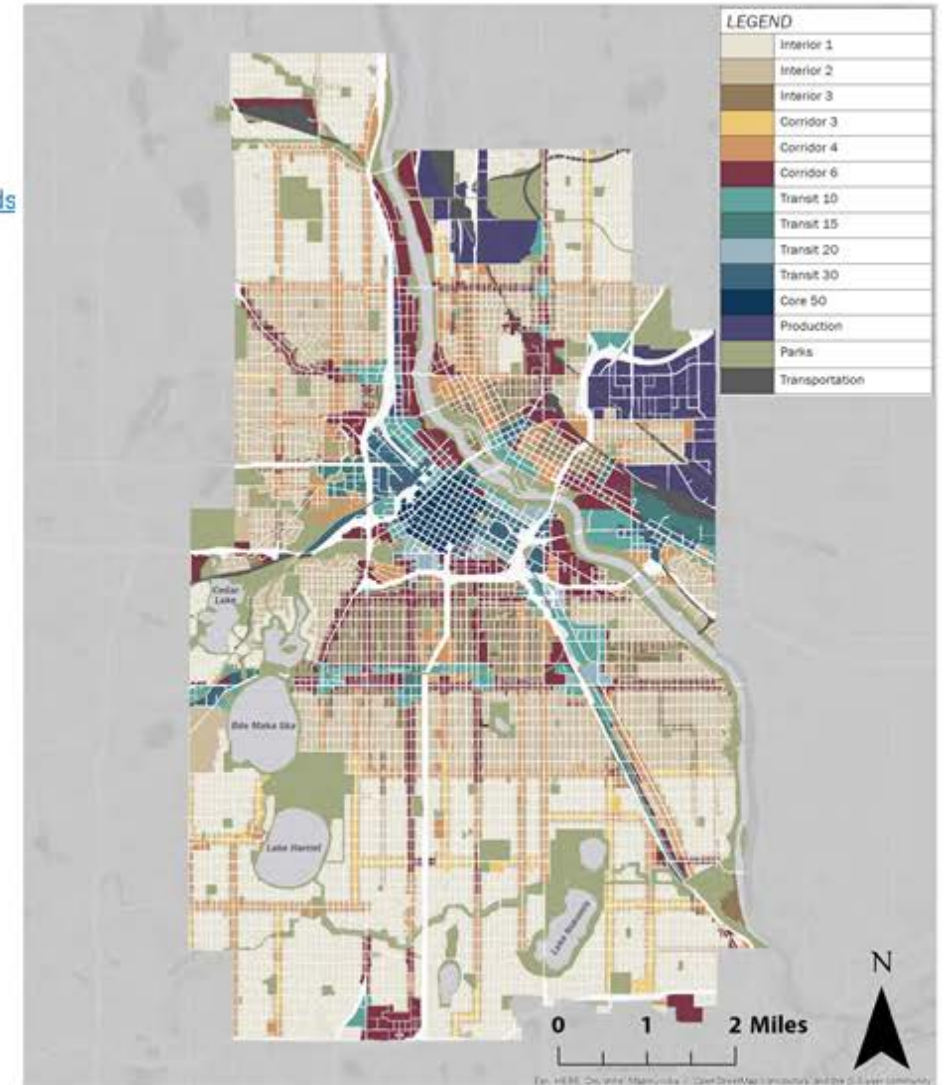 LEGEND
Interior 1
Interior 2
Interior 3
Corridor 3
Corridor 4
Corridor 6
Transit 10
Transit 15
Transit 20
Transit 30
Core 50
Production
Parks
Transportation
ds
Cedar
Lake
Bde Maka Ska
Lake Harriet
Lake Nokomis
N
0 1 2 Miles